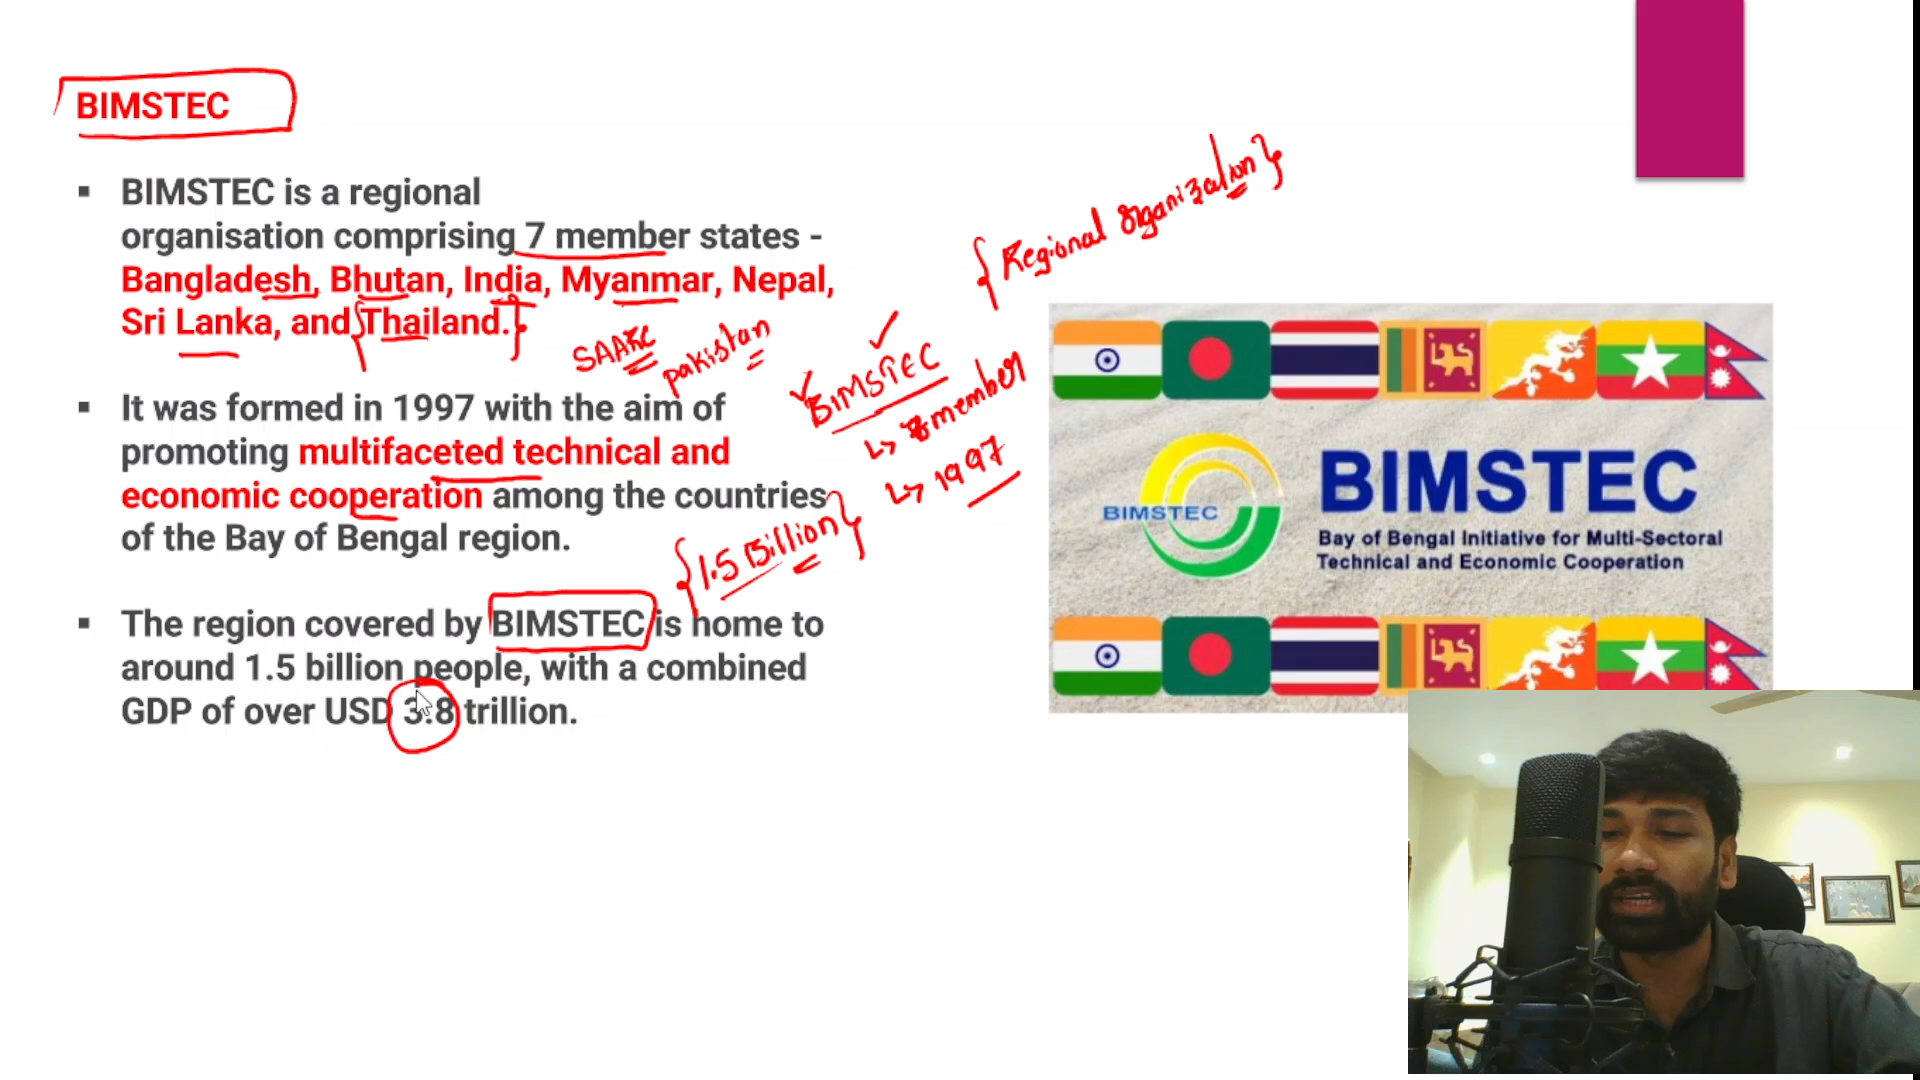 BIMSTEC
▪ BIMSTEC is a regional
organisation comprising 7 member states -
Bangladesh, Bhutan, India, Myanmar, Nepal,
Sri Lanka, and Thailand.
▪ It was formed in 1997 with the aim of
promoting multifaceted technical and
economic cooperation among the countries
of the Bay of Bengal region.
▪ The region covered by BIMSTEC is home to
around 1.5 billion people, with a combined
GDP of over USD 3.8 trillion.
SAARC
pakistan
1.5 Billion
Regional Organization
BIMSTEC
member
1997
BIMSTEC
BIMSTEC
Bay of Bengal Initiative for Multi-Sectoral
Technical and Economic Cooperation